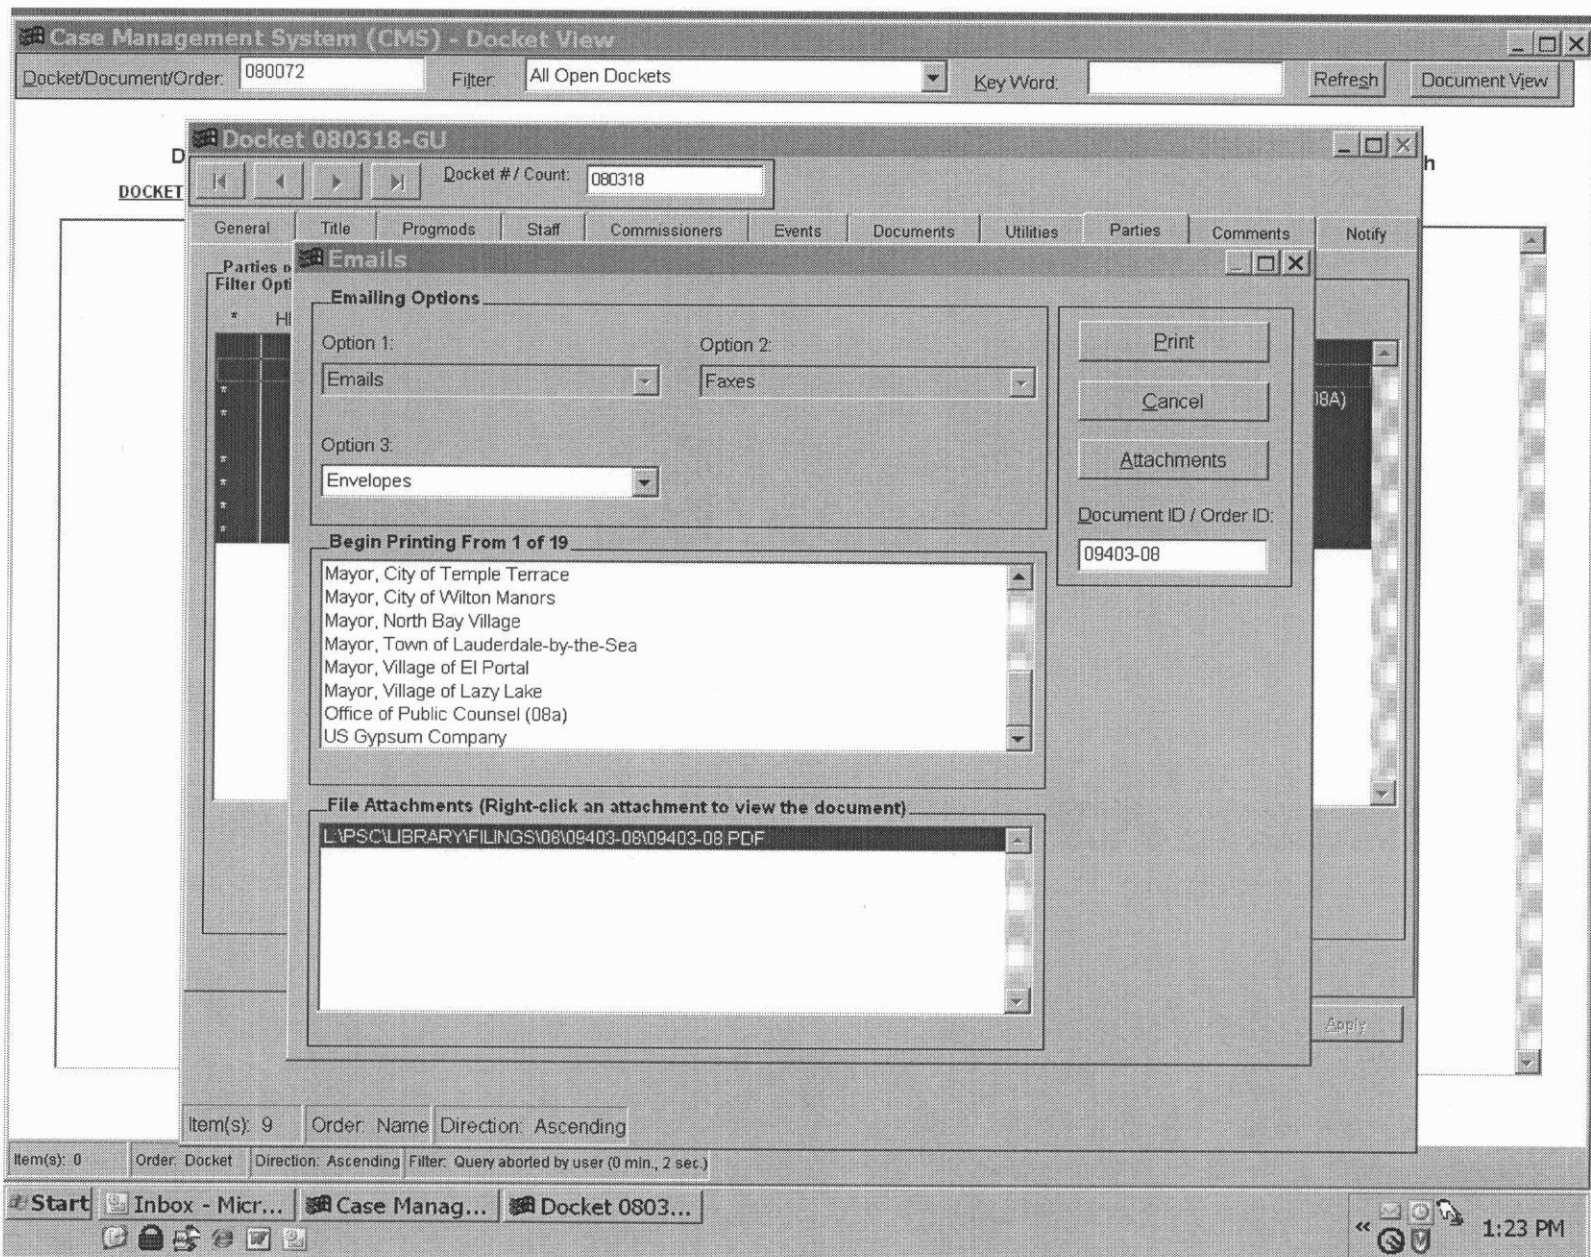 Case Management System (CMS) - Docket View
Docket/Document/Order: 080072 Filter: All Open Dockets Key Word: Refresh Document View
Docket 080318-GU
D h
DOCKET
Docket # / Count: 080318
General Title Progmods Staff Commissioners Events Documents Utilities Parties Comments Notify
Parties
Filter Opti
* HI
Emails
Emailing Options
Option 1: Option 2:
Emails Faxes
Option 3:
Envelopes
Print
Cancel
Attachments
Document ID / Order ID:
09403-08
08A)
Begin Printing From 1 of 19
Mayor, City of Temple Terrace
Mayor, City of Wilton Manors
Mayor, North Bay Village
Mayor, Town of Lauderdale-by-the-Sea
Mayor, Village of El Portal
Mayor, Village of Lazy Lake
Office of Public Counsel (08a)
US Gypsum Company
File Attachments (Right-click an attachment to view the document)
L:\PSC\LIBRARY\FILINGS\08\09403-08\09403-08.PDF
Apply
Item(s): 9 Order: Name Direction: Ascending
Item(s): 0 Order: Docket Direction: Ascending Filter: Query aborted by user (0 min., 2 sec.)
Start Inbox - Micr... Case Manag... Docket 0803...
« 1:23 PM